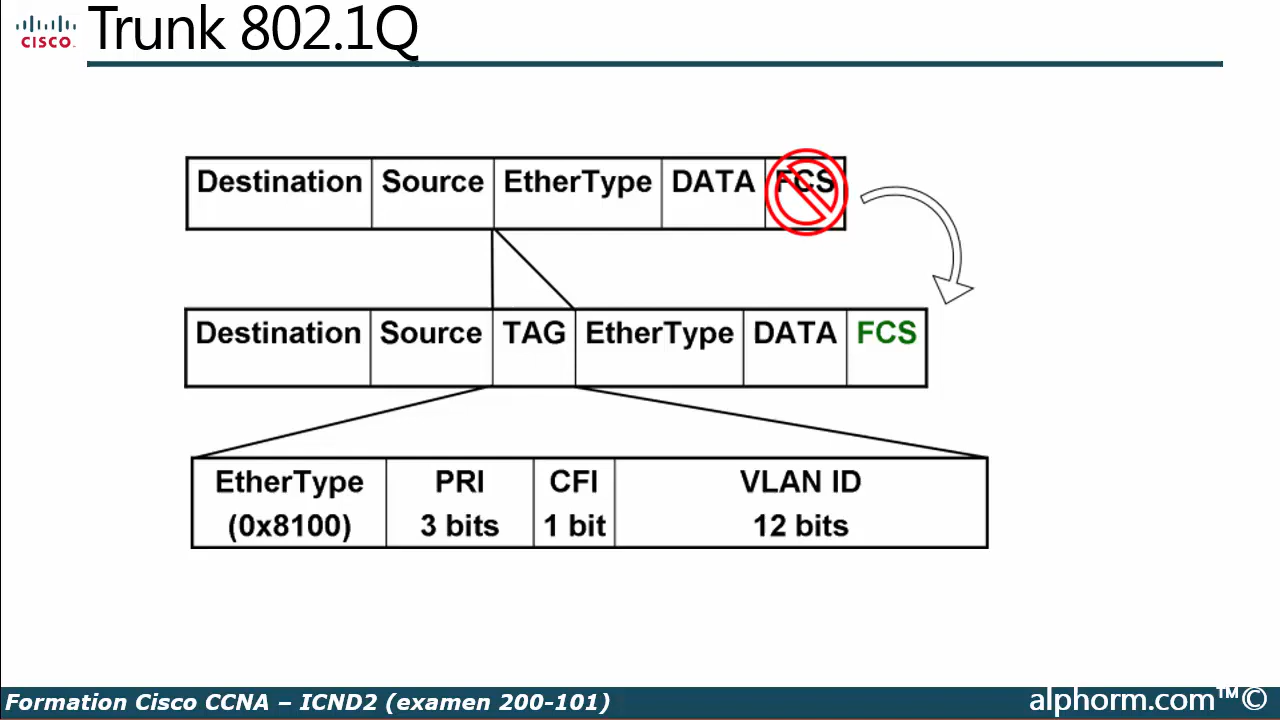 CISCO
Trunk 802.1Q
Destination Source EtherType DATA FCS
Destination Source TAG EtherType DATA FCS
EtherType PRI CFI VLAN ID
(0x8100) 3 bits 1 bit 12 bits
Formation Cisco CCNA – ICND2 (examen 200-101) alphorm.com™©